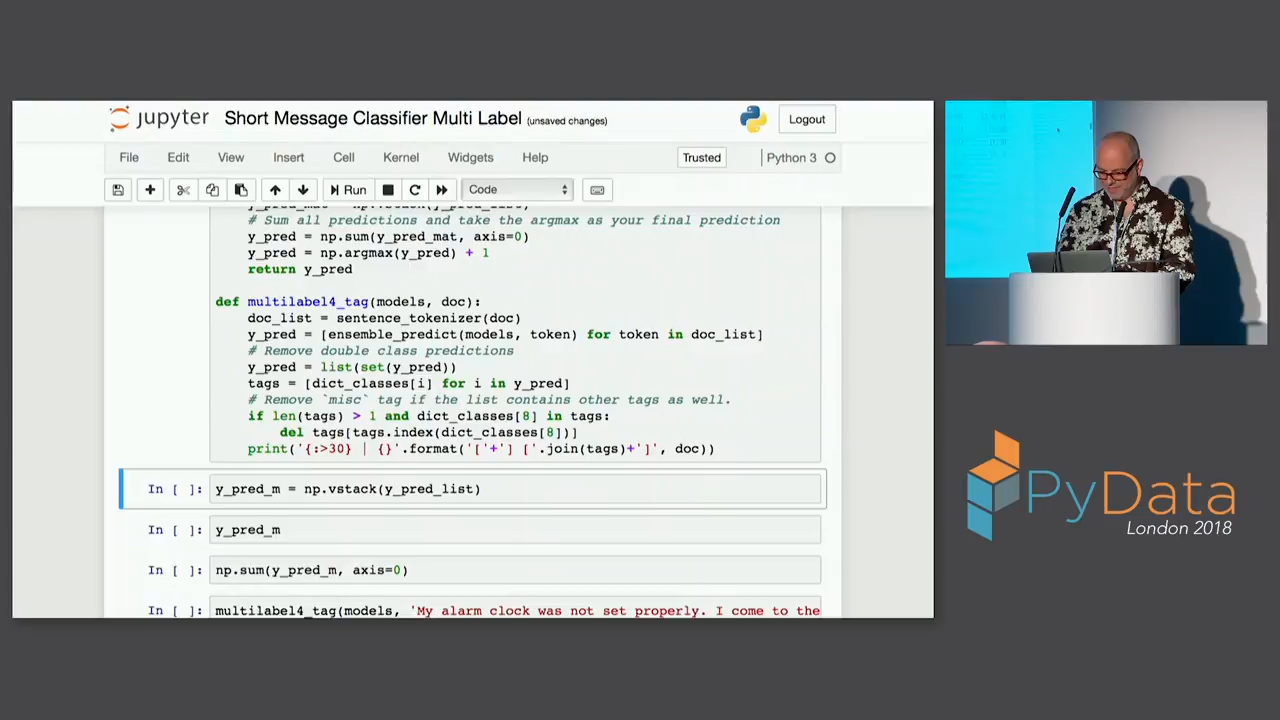 jupyter Short Message Classifier Multi Label (unsaved changes)
Logout
File Edit View Insert Cell Kernel Widgets Help Trusted Python 3
Run Code
# Sum all predictions and take the argmax as your final prediction
y_pred = np.sum(y_pred_mat, axis=0)
y_pred = np.argmax(y_pred) + 1
return y_pred
def multilabel4_tag(models, doc):
doc_list = sentence_tokenizer(doc)
y_pred = [ensemble_predict(models, token) for token in doc_list]
# Remove double class predictions
y_pred = list(set(y_pred))
tags = [dict_classes[i] for i in y_pred]
# Remove `misc` tag if the list contains other tags as well.
if len(tags) > 1 and dict_classes[8] in tags:
del tags[tags.index(dict_classes[8])]
print('{:>30} | {}'.format('['+'] ['.join(tags)+']', doc))
In [ ]: y_pred_m = np.vstack(y_pred_list)
In [ ]: y_pred_m
In [ ]: np.sum(y_pred_m, axis=0)
In [ ]: multilabel4_tag(models, 'My alarm clock was not set properly. I come to the
PyData
London 2018